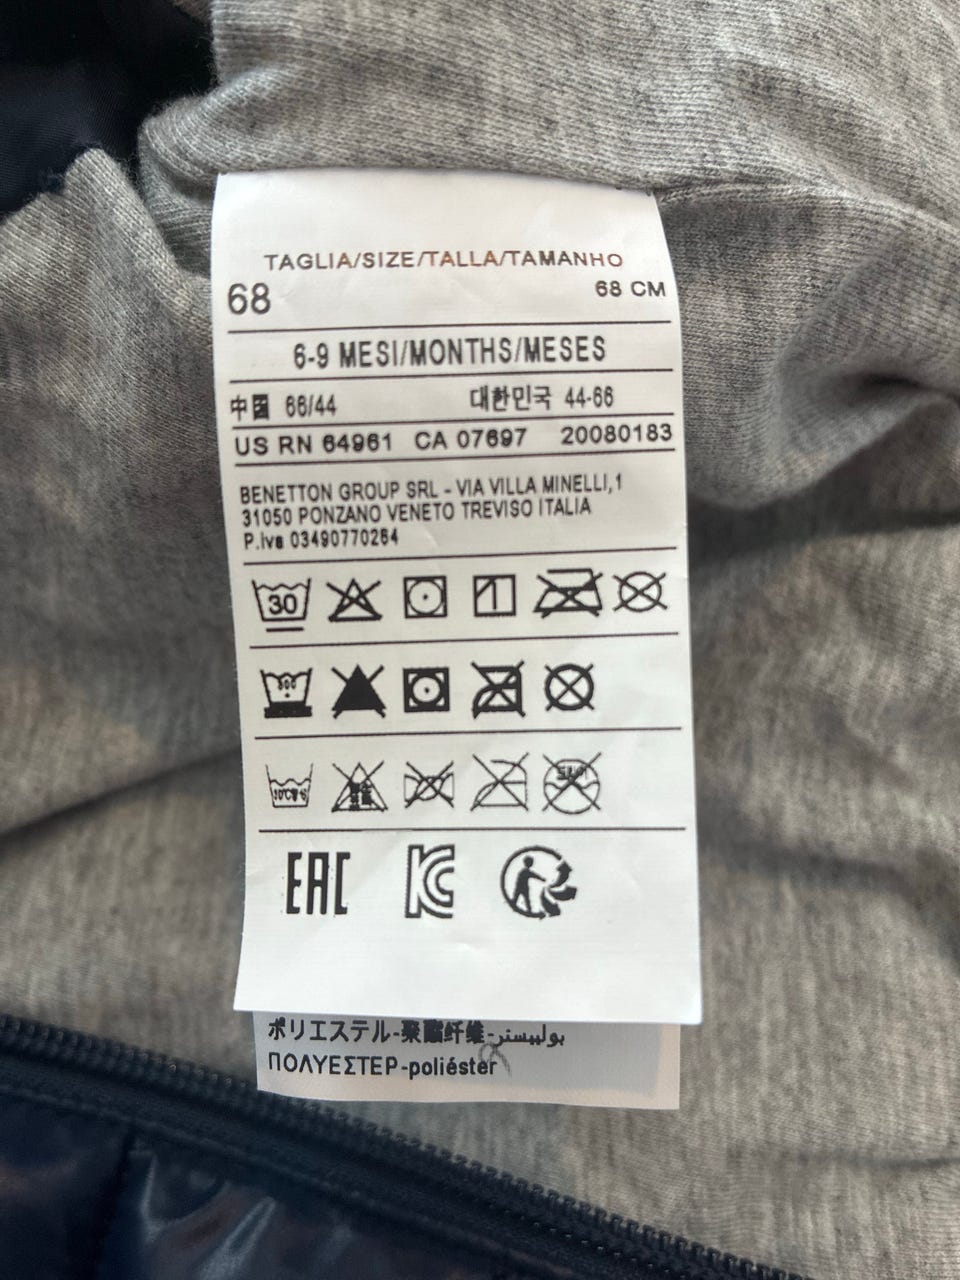 TAGLIA/SIZE/TALLA/TAMANHO
68 68 CM
6-9 MESI/MONTHS/MESES
中国 66/44 대한민국 44-66
US RN 64961 CA 07697 20080183
BENETTON GROUP SRL - VIA VILLA MINELLI,1
31050 PONZANO VENETO TREVISO ITALIA
P.iva 03490770264
30
EAC KC
ポリエステル-聚酯纤维-بوليستر
ΠΟΛΥΕΣΤΕΡ-poliéster